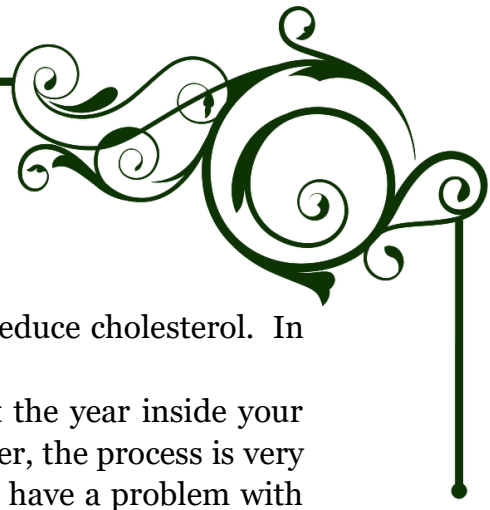 educe cholesterol. In
the year inside your
er, the process is very
have a problem with